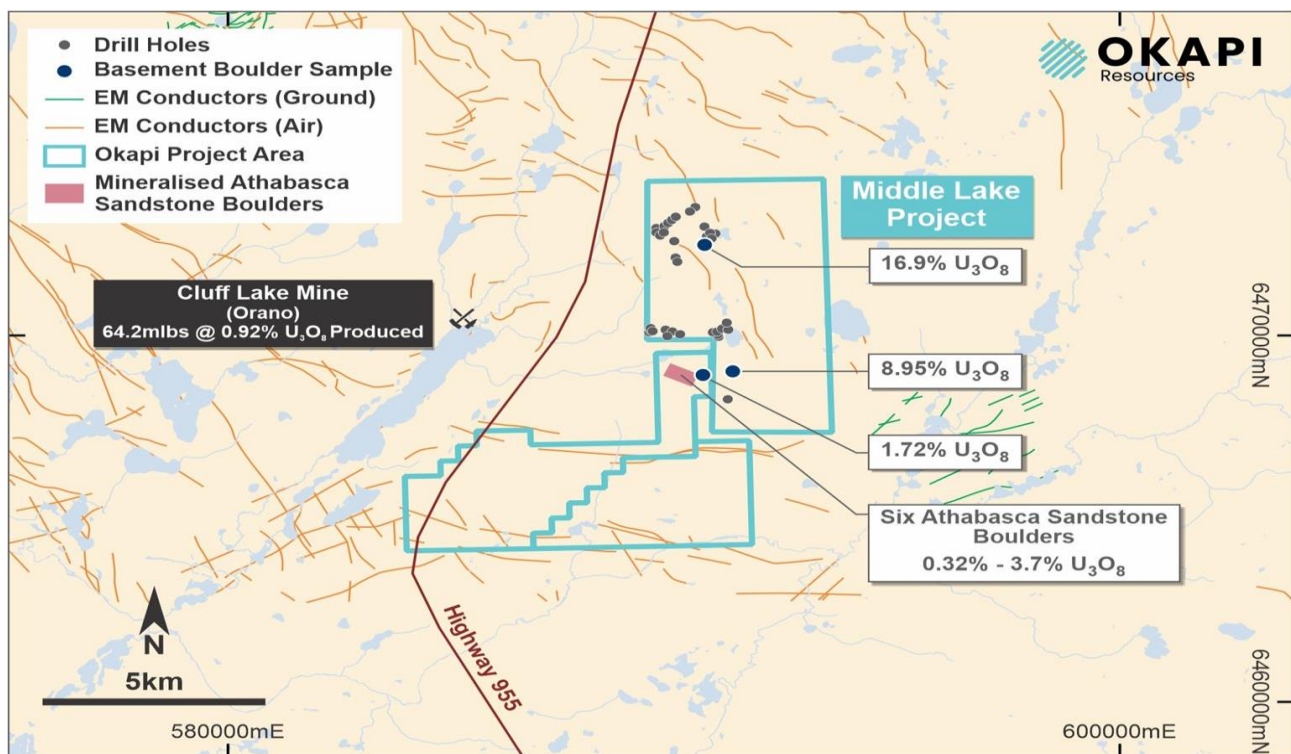 Drill Holes
Basement Boulder Sample
EM Conductors (Ground)
EM Conductors (Air)
Okapi Project Area
Mineralised Athabasca
Sandstone Boulders
OKAPI
Resources
Middle Lake
Project
16.9% U₃O₈
Cluff Lake Mine
(Orano)
64.2mlbs @ 0.92% U₃O₈ Produced
6470000mN
8.95% U₃O₈
1.72% U₃O₈
Six Athabasca Sandstone
Boulders
0.32% - 3.7% U₃O₈
N
5km
Highway 955
6460000mN
580000mE
600000mE